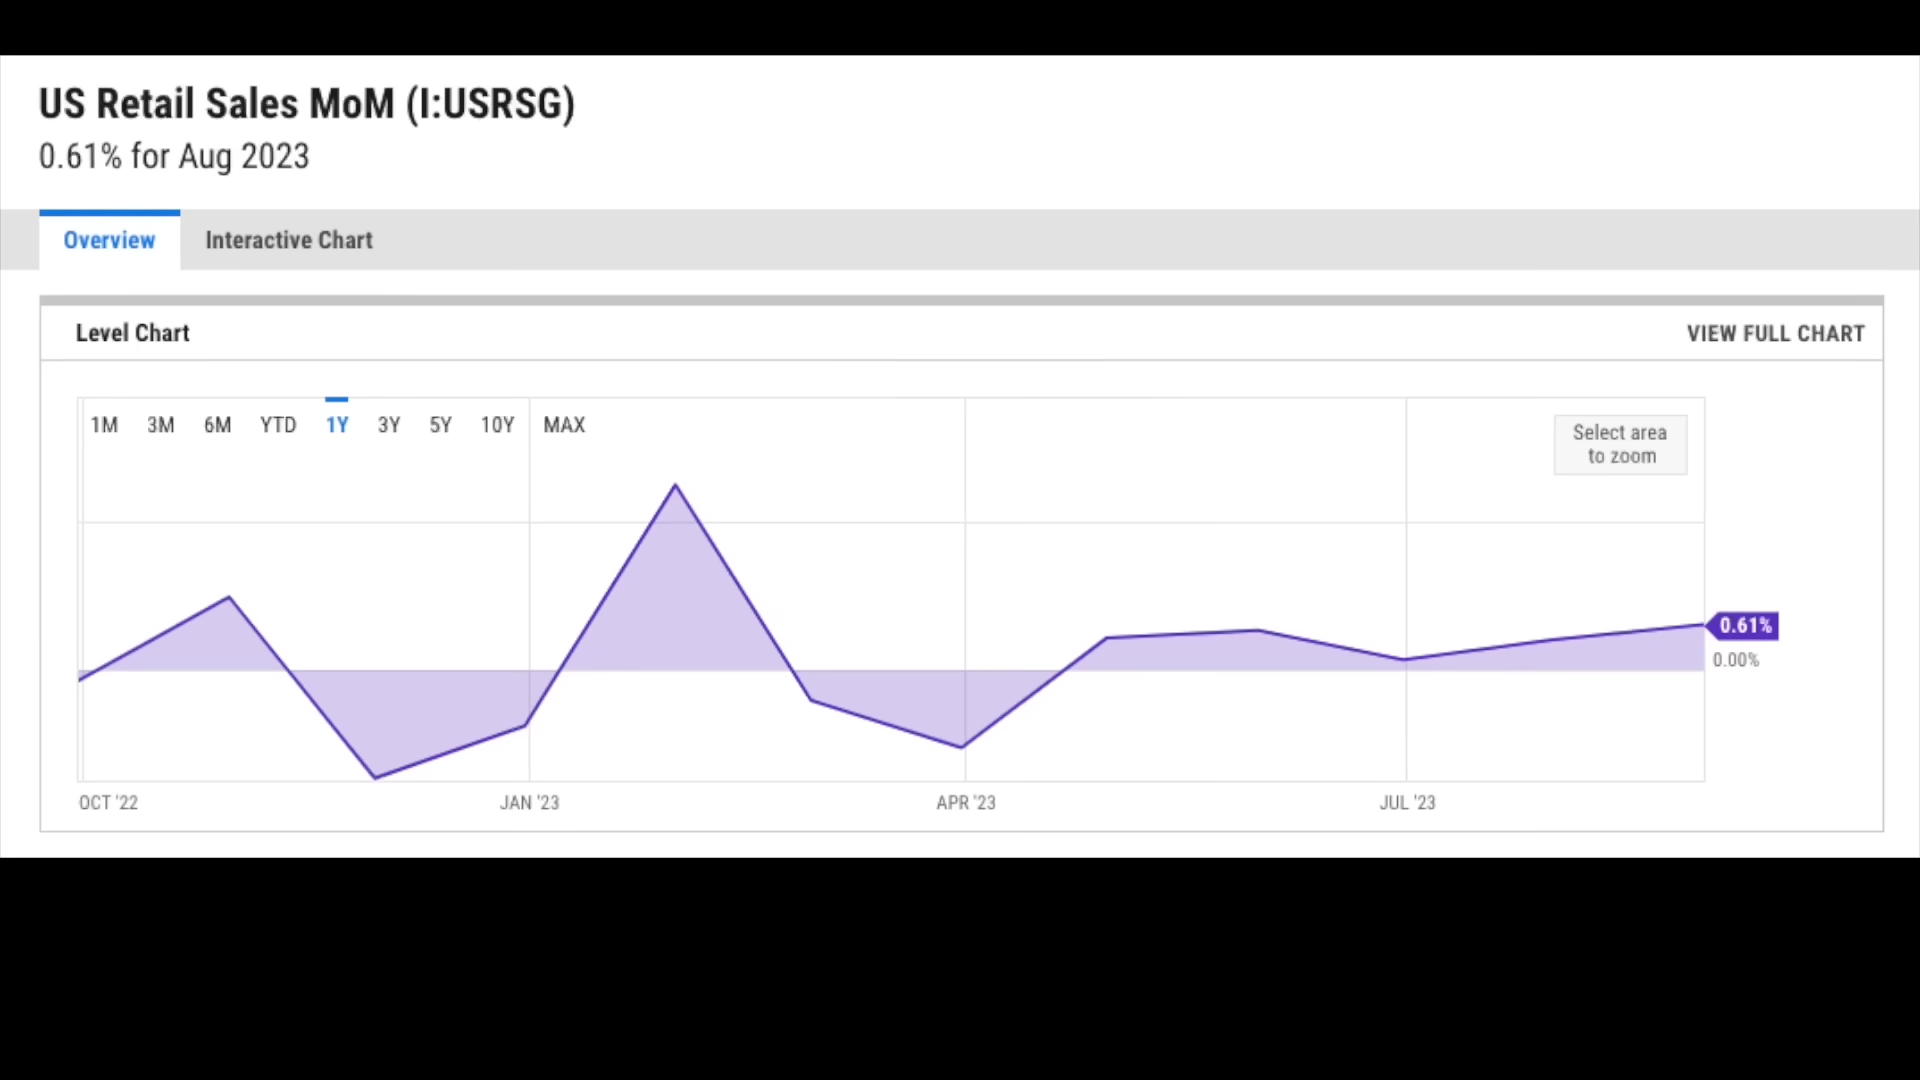 US Retail Sales MoM (I:USRSG)
0.61% for Aug 2023
Overview
Interactive Chart
Level Chart
VIEW FULL CHART
1M 3M 6M YTD 1Y 3Y 5Y 10Y MAX
Select area
to zoom
0.61%
0.00%
OCT '22
JAN '23
APR '23
JUL '23